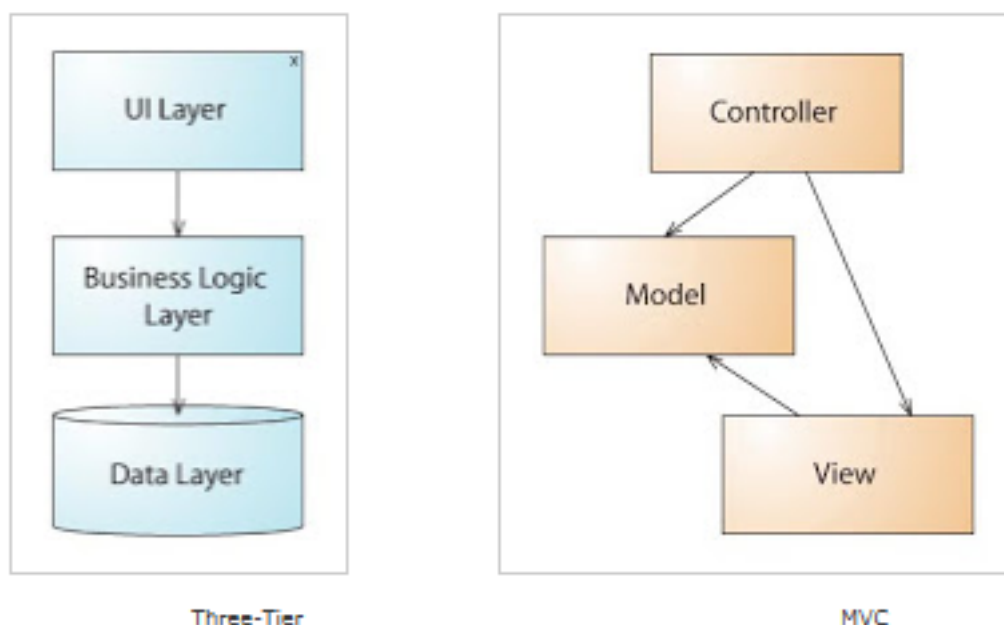 x
UI Layer
Business Logic
Layer
Data Layer
Three-Tier
Controller
Model
View
MVC